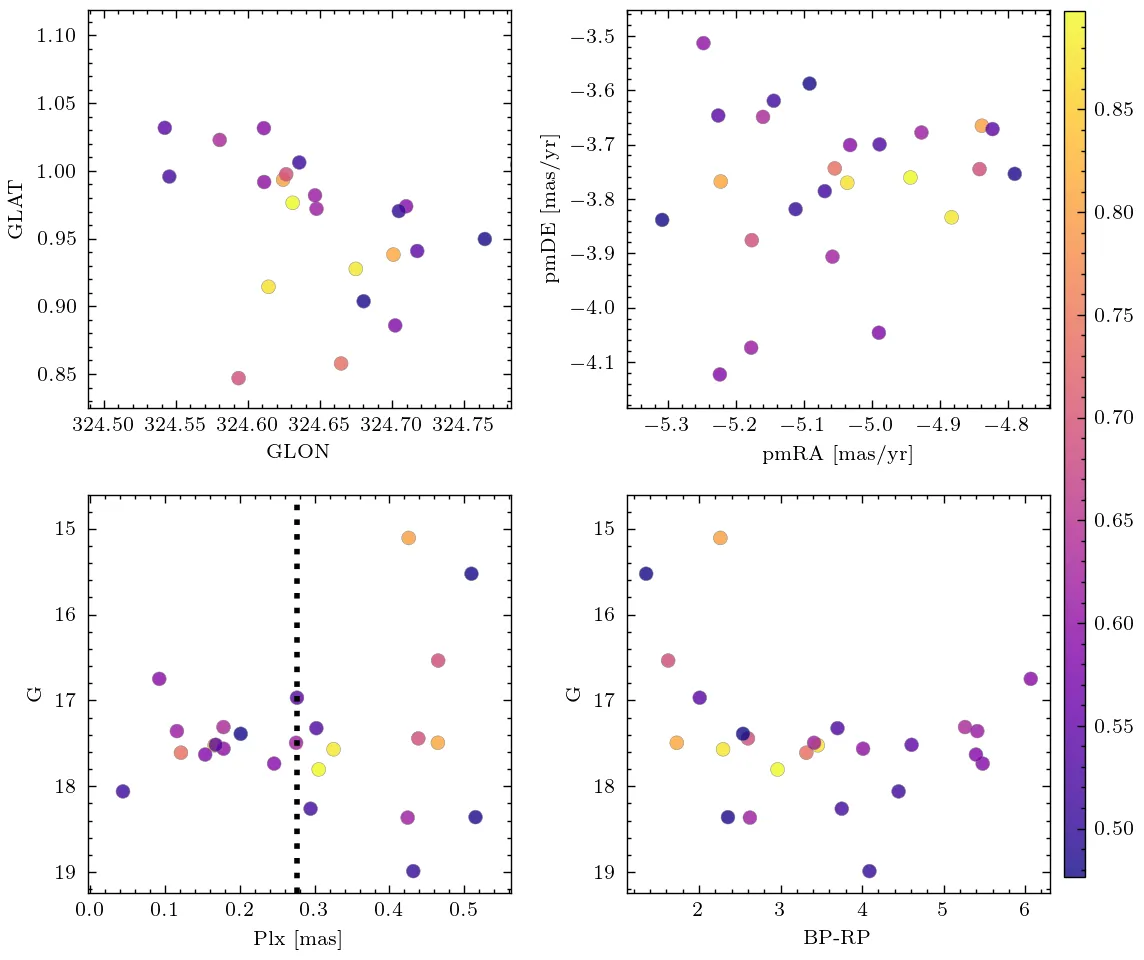 1.10
1.05
1.00
0.95
0.90
0.85
GLAT
324.50 324.55 324.60 324.65 324.70 324.75
GLON
−3.5
−3.6
−3.7
−3.8
−3.9
−4.0
−4.1
pmDE [mas/yr]
−5.3 −5.2 −5.1 −5.0 −4.9 −4.8
pmRA [mas/yr]
15
16
17
18
19
G
0.0 0.1 0.2 0.3 0.4 0.5
Plx [mas]
15
16
17
18
19
G
2 3 4 5 6
BP-RP
0.85
0.80
0.75
0.70
0.65
0.60
0.55
0.50